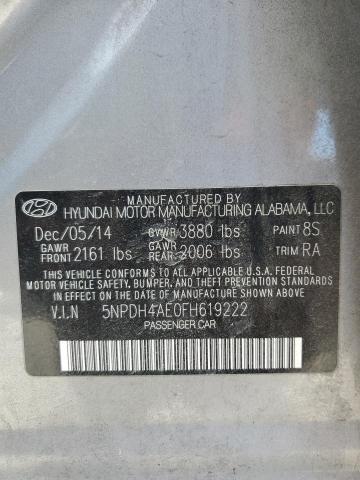 MANUFACTURED BY
HYUNDAI MOTOR MANUFACTURING ALABAMA, LLC
Dec/05/14 GVWR 3880 lbs PAINT 8S
GAWR FRONT 2161 lbs GAWR REAR 2006 lbs TRIM RA
THIS VEHICLE CONFORMS TO ALL APPLICABLE U.S.A. FEDERAL
MOTOR VEHICLE SAFETY, BUMPER, AND THEFT PREVENTION
STANDARDS IN EFFECT ON THE DATE OF MANUFACTURE SHOWN ABOVE.
V.I.N 5NPDH4AE0FH619222
PASSENGER CAR